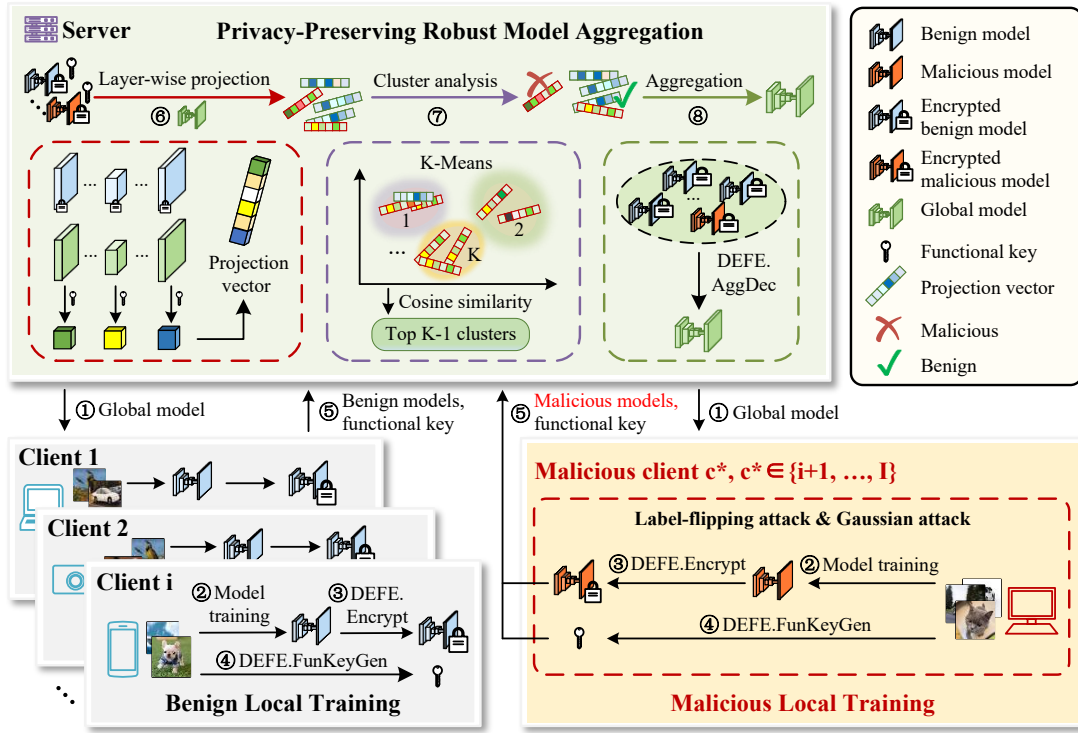 Server
Privacy-Preserving Robust Model Aggregation
Layer-wise projection
⑥
Cluster analysis
⑦
Aggregation
⑧
Projection
vector
K-Means
1
2
...
K
Cosine similarity
Top K-1 clusters
...
DEFE.
AggDec
Benign model
Malicious model
Encrypted
benign model
Encrypted
malicious model
Global model
Functional key
Projection vector
Malicious
Benign
① Global model
⑤ Benign models,
functional key
⑤ Malicious models,
functional key
① Global model
Client 1
Client 2
Client i
② Model
training
③ DEFE.
Encrypt
④ DEFE.FunKeyGen
Benign Local Training
Malicious client c*, c* ∈ {i+1, …, I}
Label-flipping attack & Gaussian attack
③ DEFE.Encrypt
② Model training
④ DEFE.FunKeyGen
Malicious Local Training